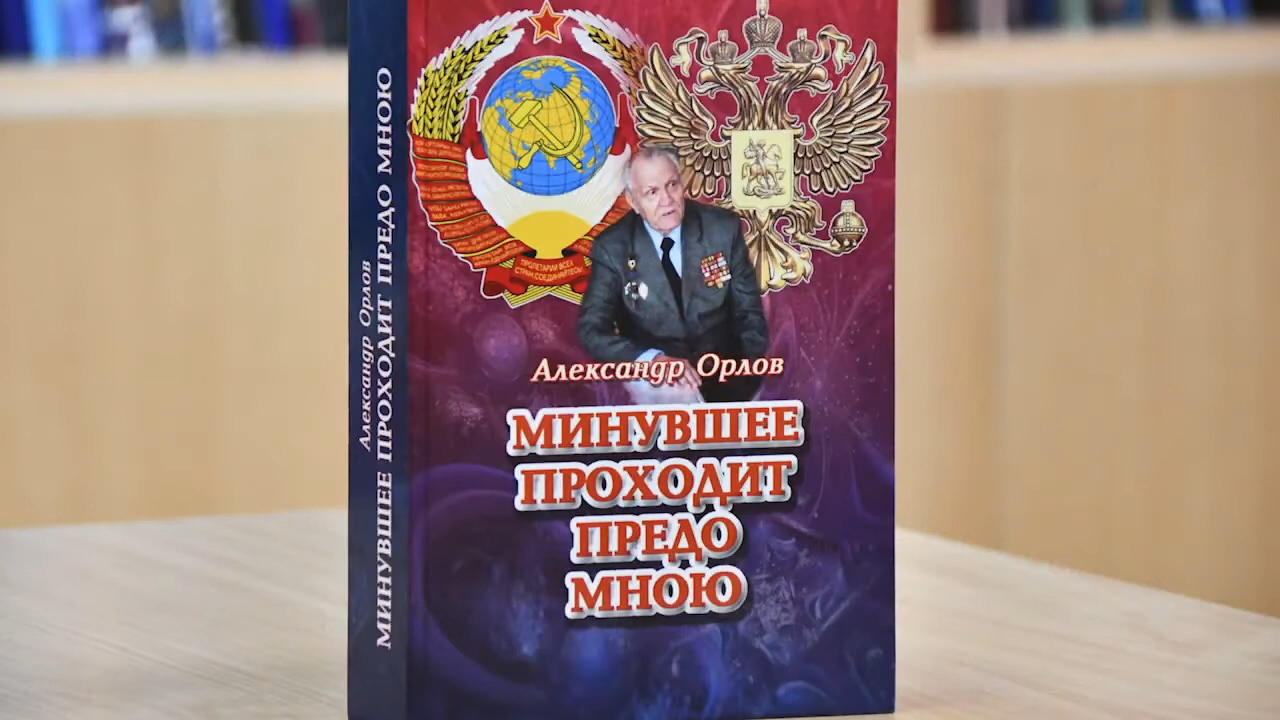 Александр Орлов
МИНУВШЕЕ ПРОХОДИТ ПРЕДО МНОЮ
ПРОЛЕТАРИИ ВСЕХ
СТРАН, СОЕДИНЯЙТЕСЬ!
Александр Орлов
МИНУВШЕЕ
ПРОХОДИТ
ПРЕДО
МНОЮ